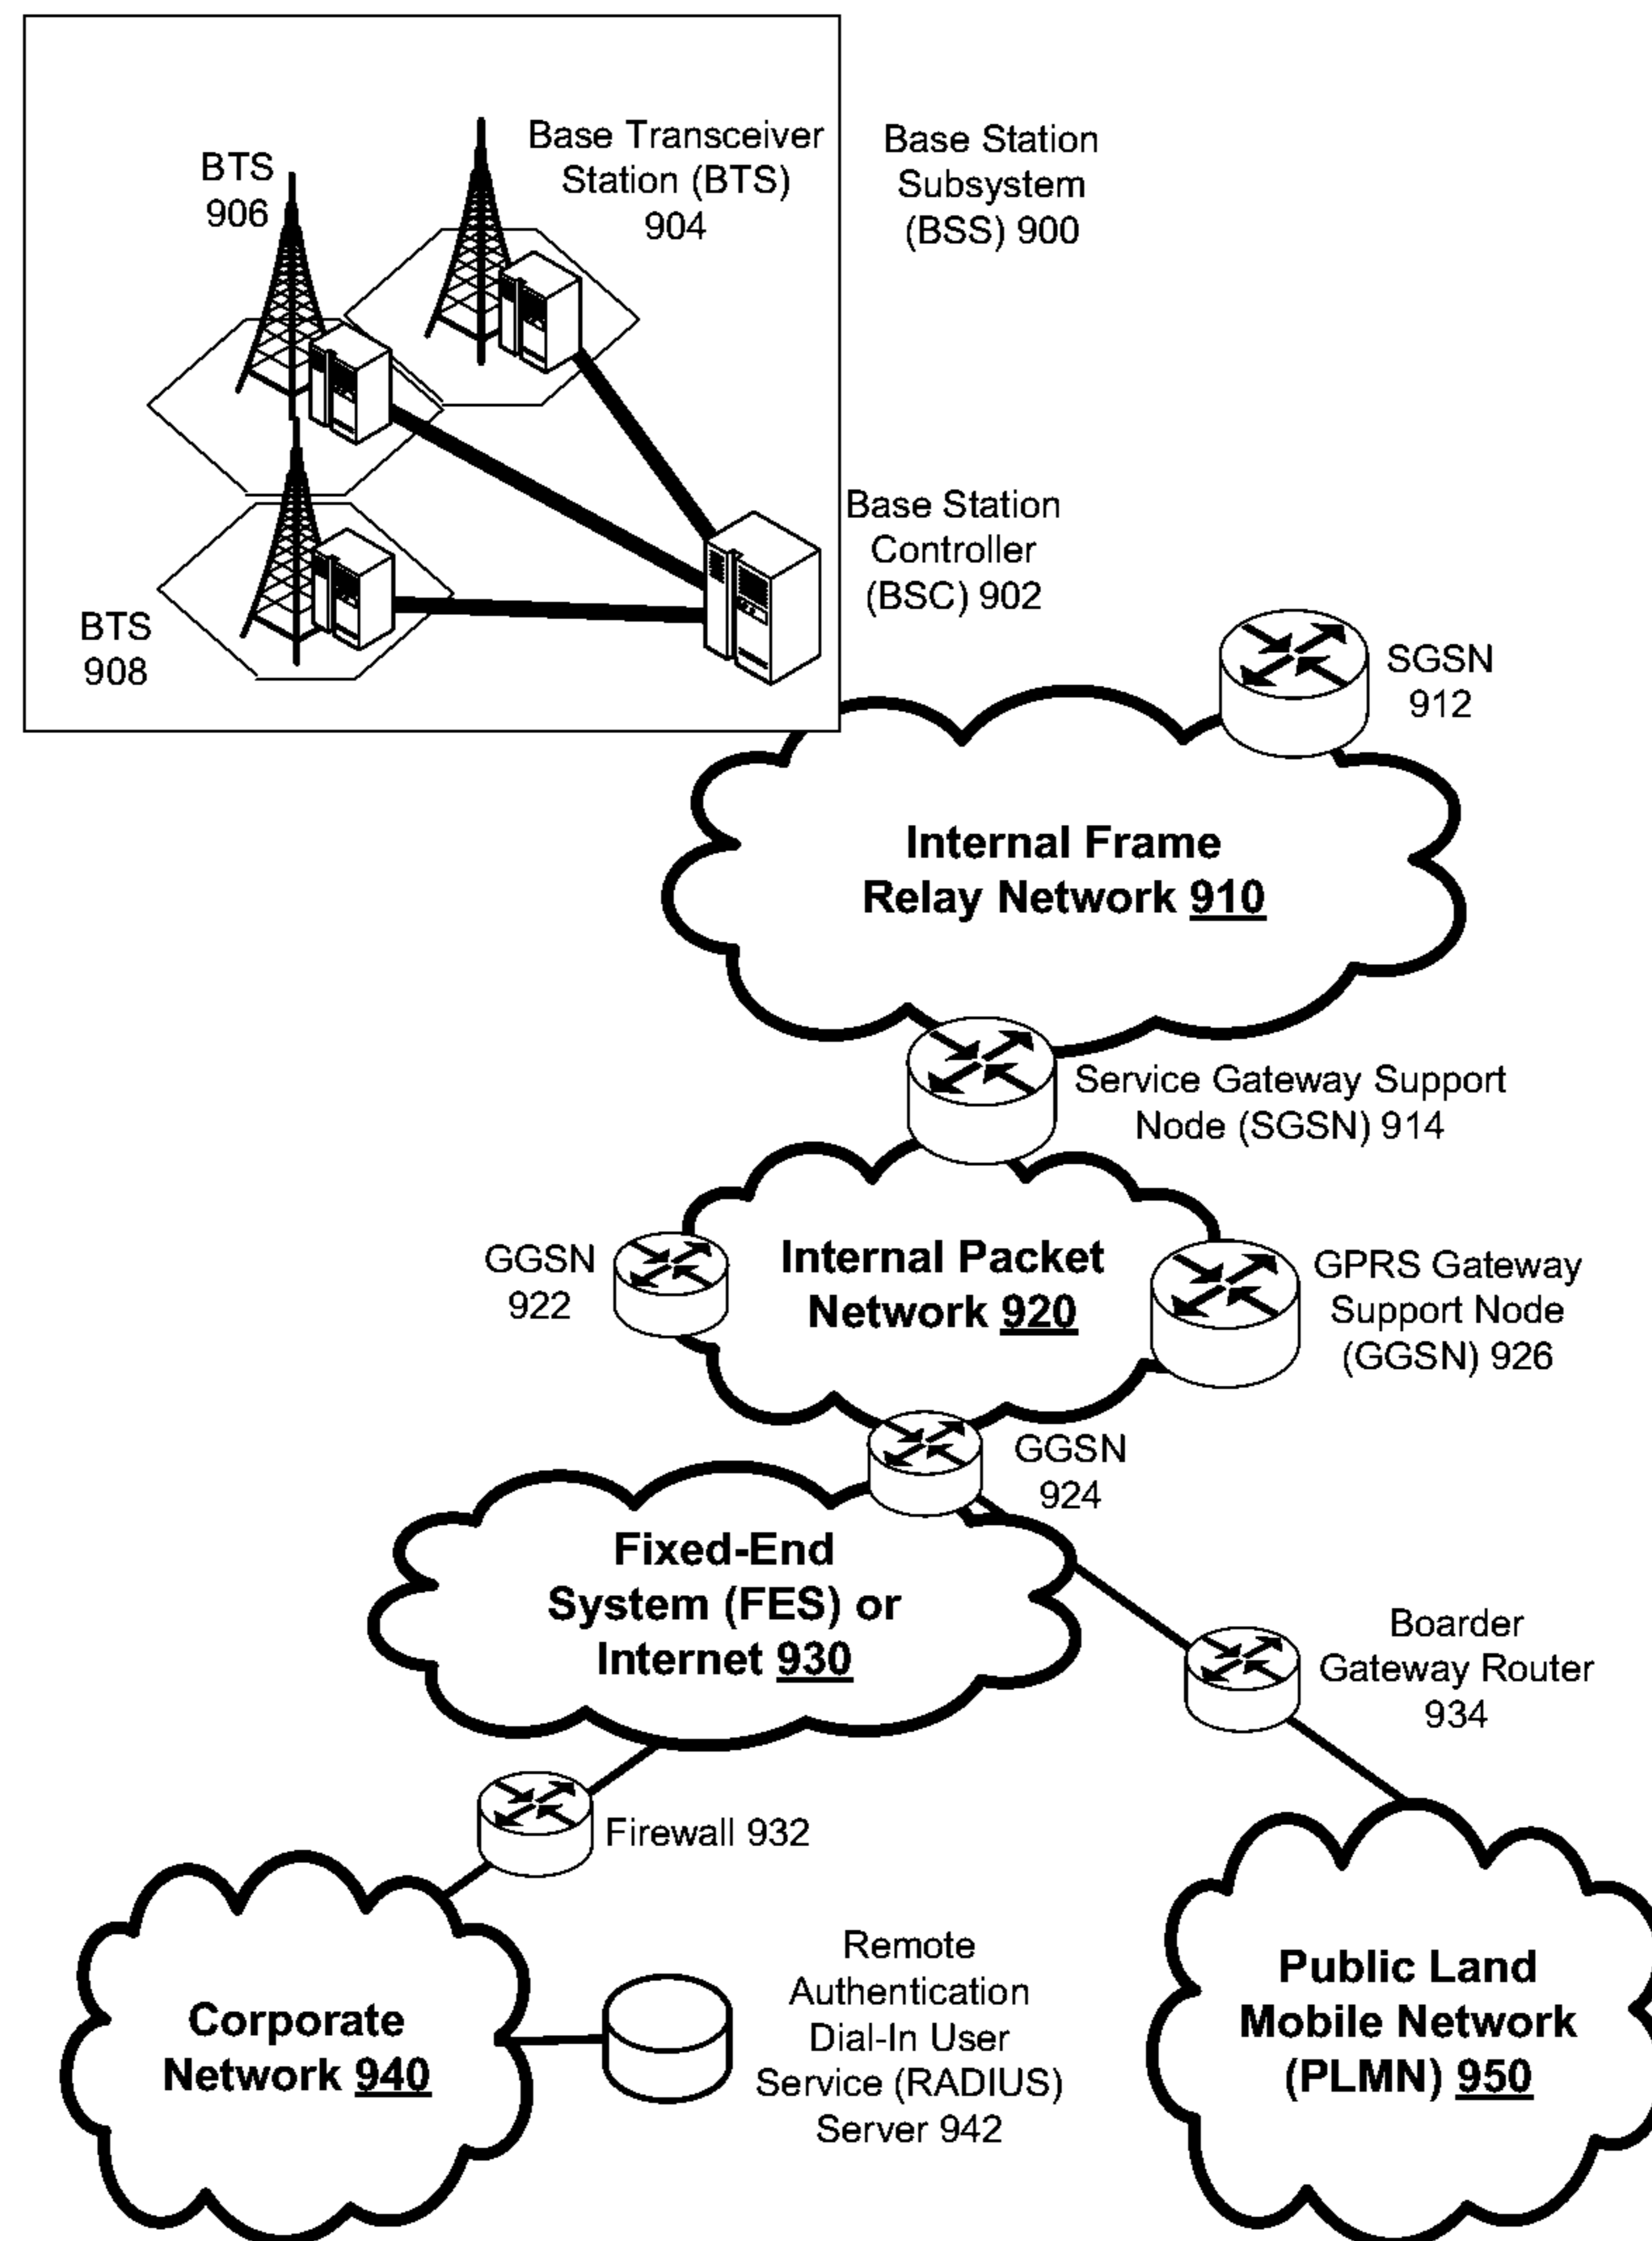 BTS
906
Base Transceiver
Station (BTS)
904
Base Station
Subsystem
(BSS) 900
Base Station
Controller
(BSC) 902
BTS
908
SGSN
912
Internal Frame
Relay Network 910
Service Gateway Support
Node (SGSN) 914
GGSN
922
Internal Packet
Network 920
GPRS Gateway
Support Node
(GGSN) 926
GGSN
924
Fixed-End
System (FES) or
Internet 930
Boarder
Gateway Router
934
Firewall 932
Corporate
Network 940
Remote
Authentication
Dial-In User
Service (RADIUS)
Server 942
Public Land
Mobile Network
(PLMN) 950